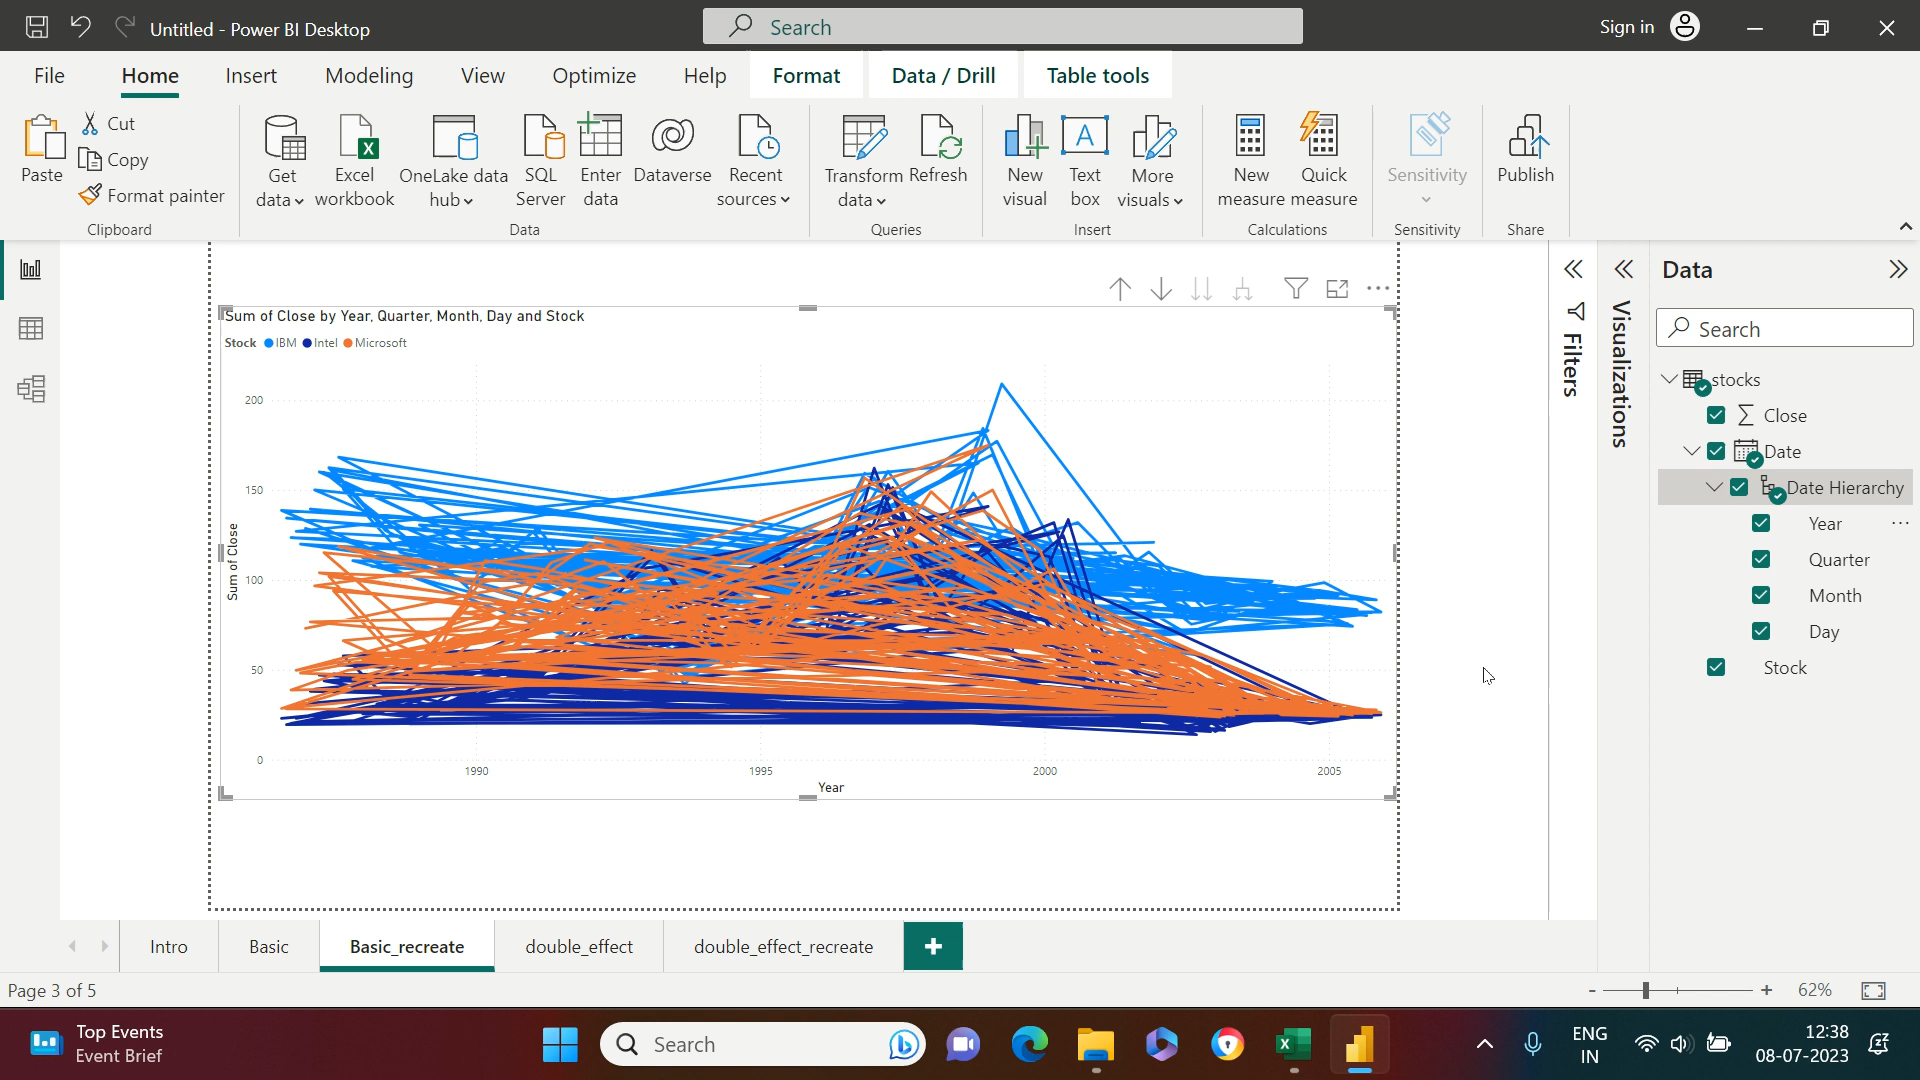 Untitled - Power BI Desktop
Search
Sign in
File
Home
Insert
Modeling
View
Optimize
Help
Format
Data / Drill
Table tools
Paste
Cut
Copy
Format painter
Clipboard
Get
data
Excel
workbook
OneLake data
hub
SQL
Server
Enter
data
Dataverse
Recent
sources
Data
Transform
data
Refresh
Queries
New
visual
Text
box
More
visuals
Insert
New
measure
Quick
measure
Calculations
Sensitivity
Sensitivity
Publish
Share
Sum of Close by Year, Quarter, Month, Day and Stock
Stock IBM Intel Microsoft
Sum of Close
200
150
100
50
0
1990
1995
2000
2005
Year
Filters
Visualizations
Data
Search
stocks
Close
Date
Date Hierarchy
Year
Quarter
Month
Day
Stock
Intro
Basic
Basic_recreate
double_effect
double_effect_recreate
Page 3 of 5
62%
Top Events
Event Brief
Search
ENG
IN
12:38
08-07-2023